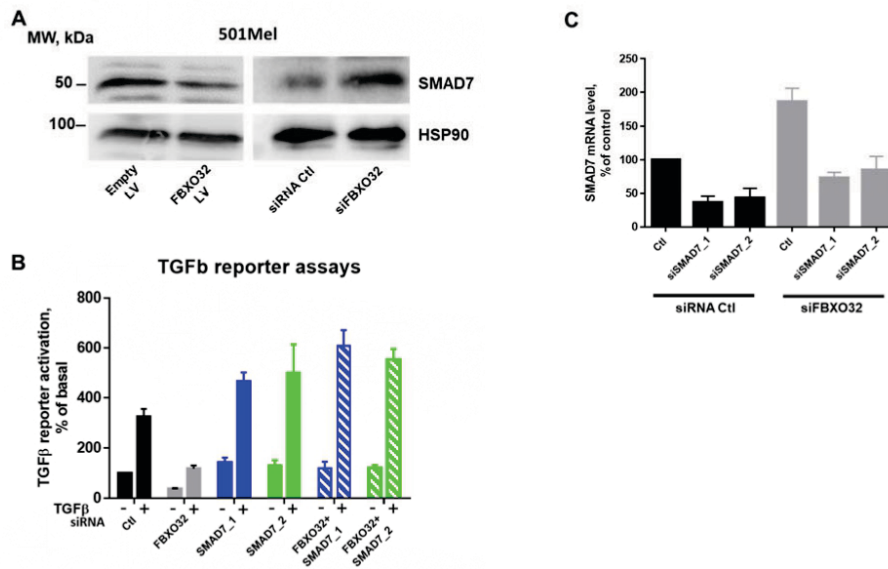 A
MW, kDa
501Mel
50
SMAD7
100
HSP90
Empty
LV
FBXO32
LV
siRNA Ctl
siFBXO32
B
TGFb reporter assays
TGFβ reporter activation,
% of basal
800
600
400
200
0
TGFβ - + - + - + - + - + - +
siRNA
Ctl
FBXO32
SMAD7_1
SMAD7_2
FBXO32+
SMAD7_1
FBXO32+
SMAD7_2
C
SMAD7 mRNA level,
% of control
250
200
150
100
50
0
Ctl
siSMAD7_1
siSMAD7_2
Ctl
siSMAD7_1
siSMAD7_2
siRNA Ctl
siFBXO32